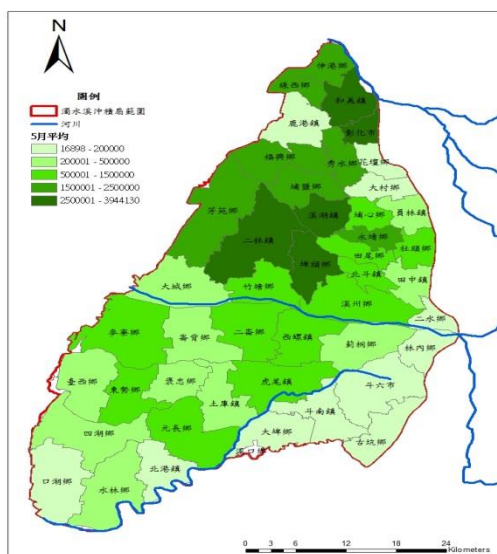 N
圖例
濁水溪沖積扇範圍
河川
5月平均
16898 - 200000
200001 - 500000
500001 - 1500000
1500001 - 2500000
2500001 - 3944130
伸港鄉
線西鄉
和美鎮
鹿港鎮
彰化市
福興鄉
秀水鄉
花壇鄉
大村鄉
埔鹽鄉
芳苑鄉
溪湖鎮
埔心鄉
員林鎮
永靖鄉
社頭鄉
二林鎮
埤頭鄉
田尾鄉
北斗鎮
田中鎮
大城鄉
竹塘鄉
溪州鄉
二水鄉
麥寮鄉
崙背鄉
二崙鄉
西螺鎮
莿桐鄉
林內鄉
臺西鄉
東勢鄉
褒忠鄉
虎尾鎮
斗六市
土庫鎮
斗南鎮
四湖鄉
元長鄉
大埤鄉
古坑鄉
口湖鄉
水林鄉
北港鎮
溪口鄉
0 4 8 12 16 20 24
Kilometers